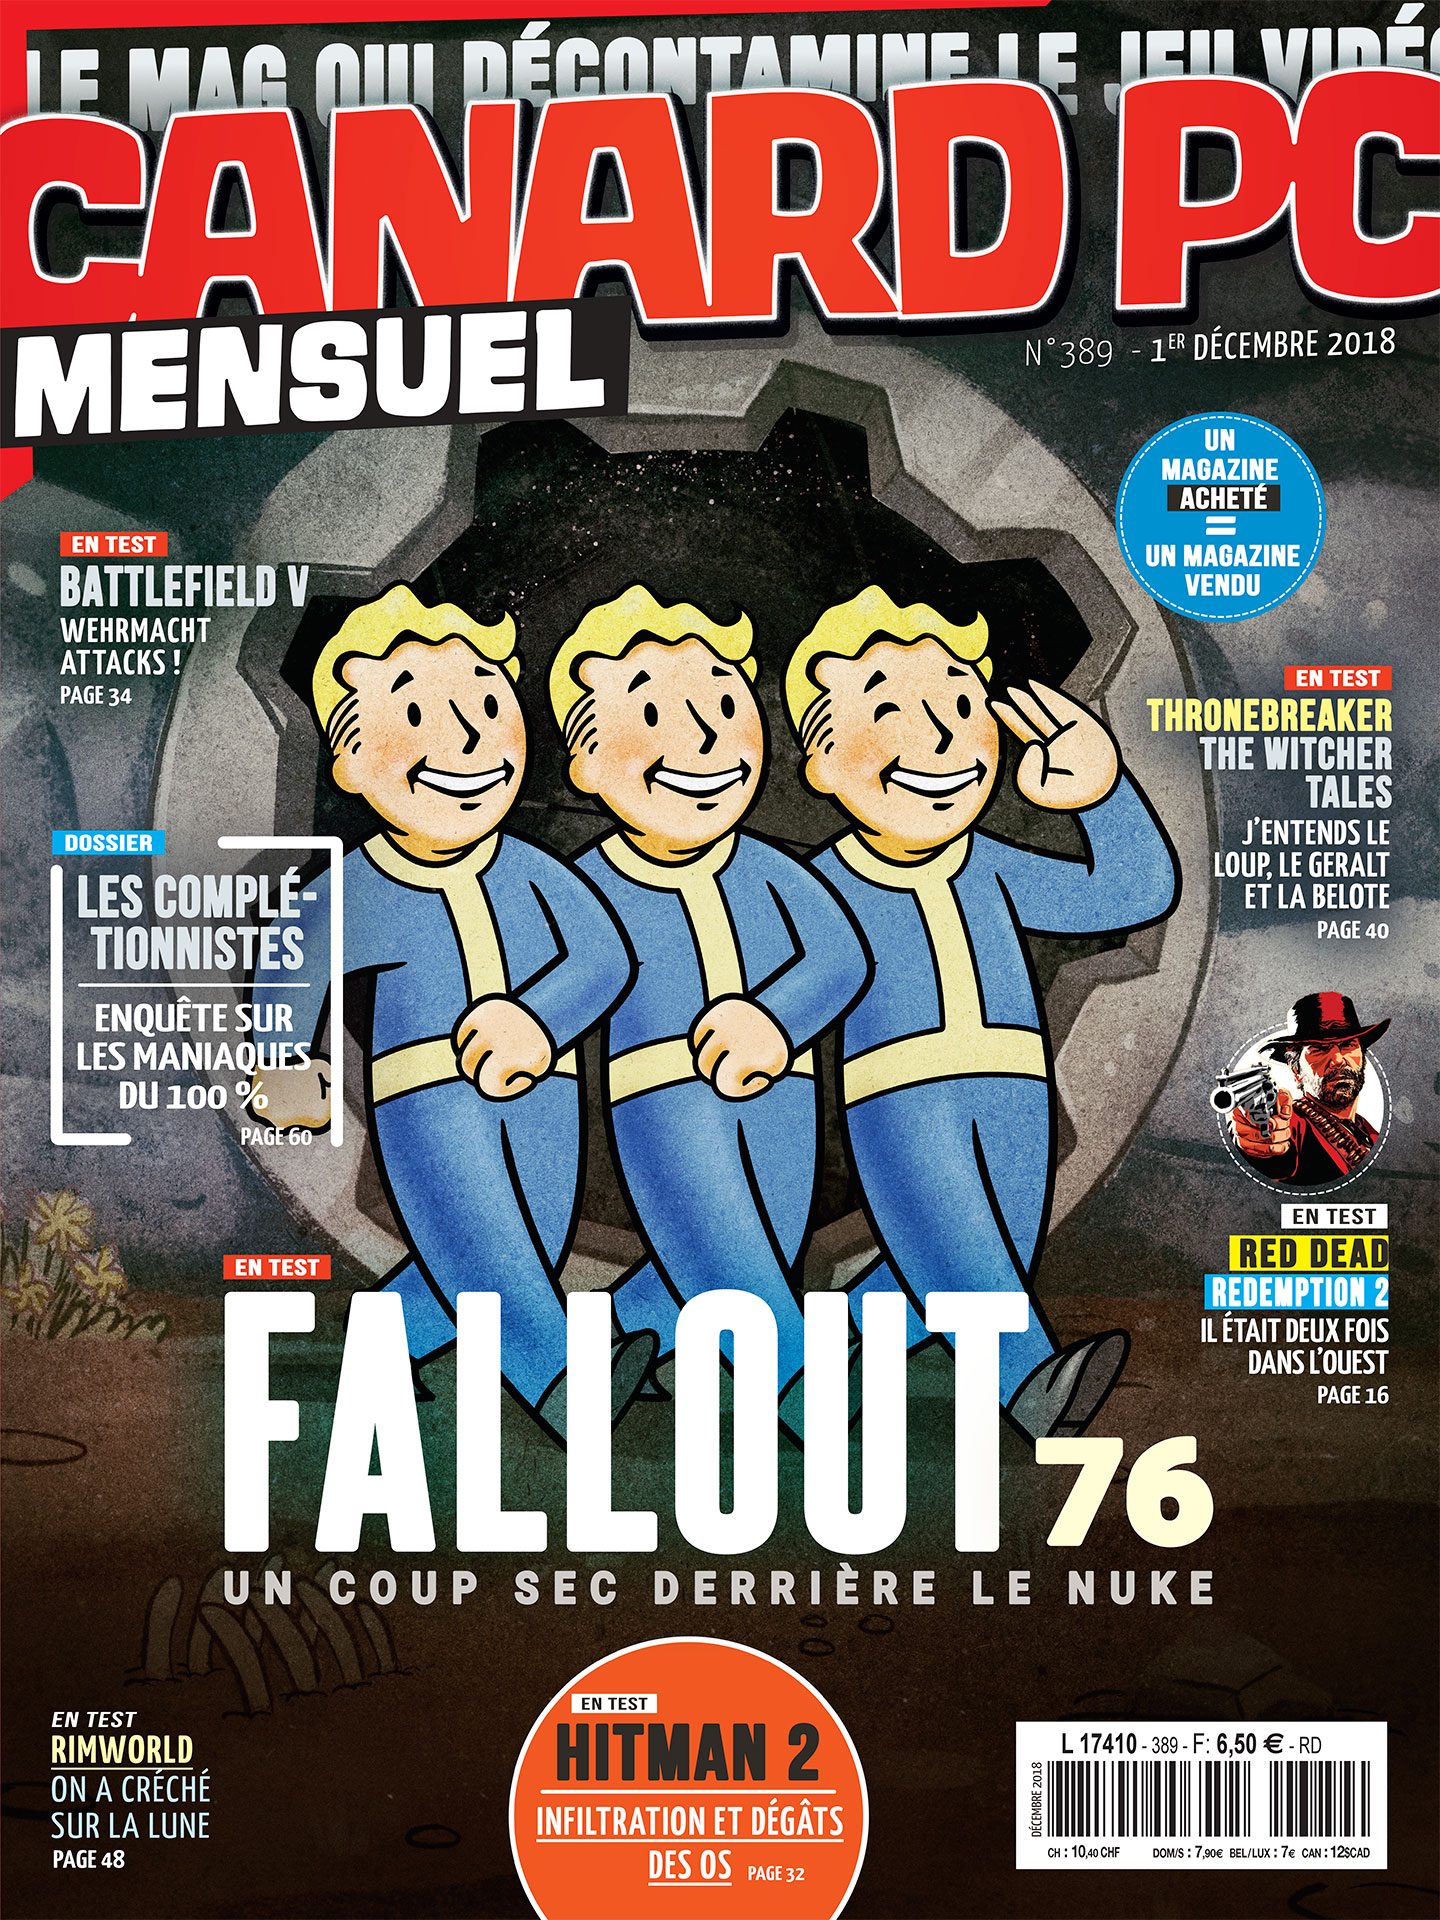 LE MAG QUI DÉCONTAMINE LE JEU VIDÉO
CANARD PC
MENSUEL
N°389 - 1ER DÉCEMBRE 2018
UN
MAGAZINE
ACHETÉ
=
UN MAGAZINE
VENDU
EN TEST
BATTLEFIELD V
WEHRMACHT
ATTACKS !
PAGE 34
EN TEST
THRONEBREAKER
THE WITCHER
TALES
J'ENTENDS LE
LOUP, LE GERALT
ET LA BELOTE
PAGE 40
DOSSIER
LES COMPLÉ-
TIONNISTES
ENQUÊTE SUR
LES MANIAQUES
DU 100 %
PAGE 60
EN TEST
RED DEAD
REDEMPTION 2
IL ÉTAIT DEUX FOIS
DANS L'OUEST
PAGE 16
EN TEST
FALLOUT 76
UN COUP SEC DERRIÈRE LE NUKE
EN TEST
RIMWORLD
ON A CRÉCHÉ
SUR LA LUNE
PAGE 48
EN TEST
HITMAN 2
INFILTRATION ET DÉGÂTS
DES OS PAGE 32
L 17410 - 389 - F: 6,50 € - RD
DÉCEMBRE 2018
CH : 10,40 CHF DOM/S : 7,90€ BEL/LUX : 7€ CAN : 12$CAD